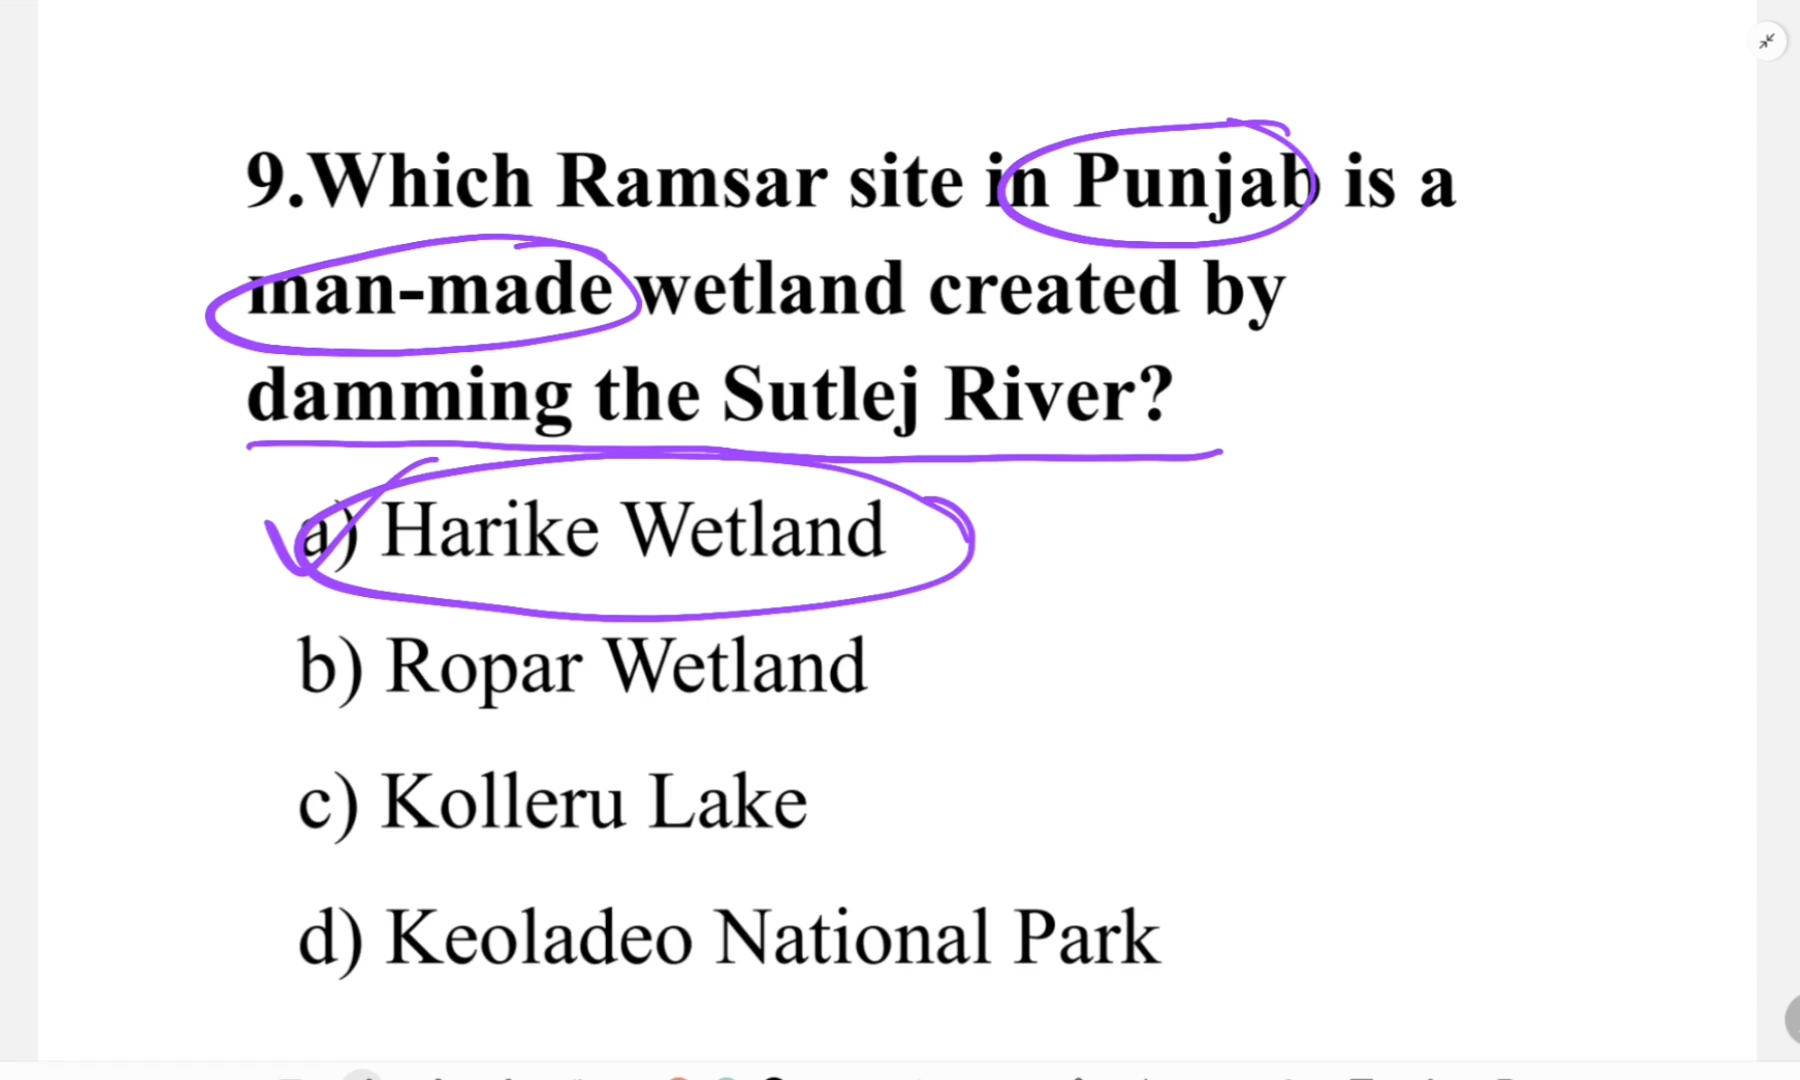 9.Which Ramsar site in Punjab is a
man-made wetland created by
damming the Sutlej River?
a) Harike Wetland
b) Ropar Wetland
c) Kolleru Lake
d) Keoladeo National Park